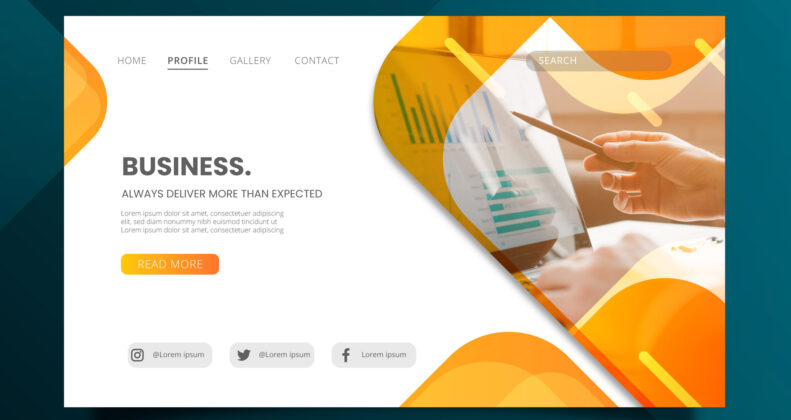 HOME PROFILE GALLERY CONTACT SEARCH
BUSINESS.
ALWAYS DELIVER MORE THAN EXPECTED
Lorem ipsum dolor sit amet, consectetuer adipiscing
elit, sed diam nonummy nibh euismod tincidunt ut
Lorem ipsum dolor sit amet, consectetuer adipiscing
READ MORE
@Lorem ipsum @Lorem ipsum Lorem ipsum